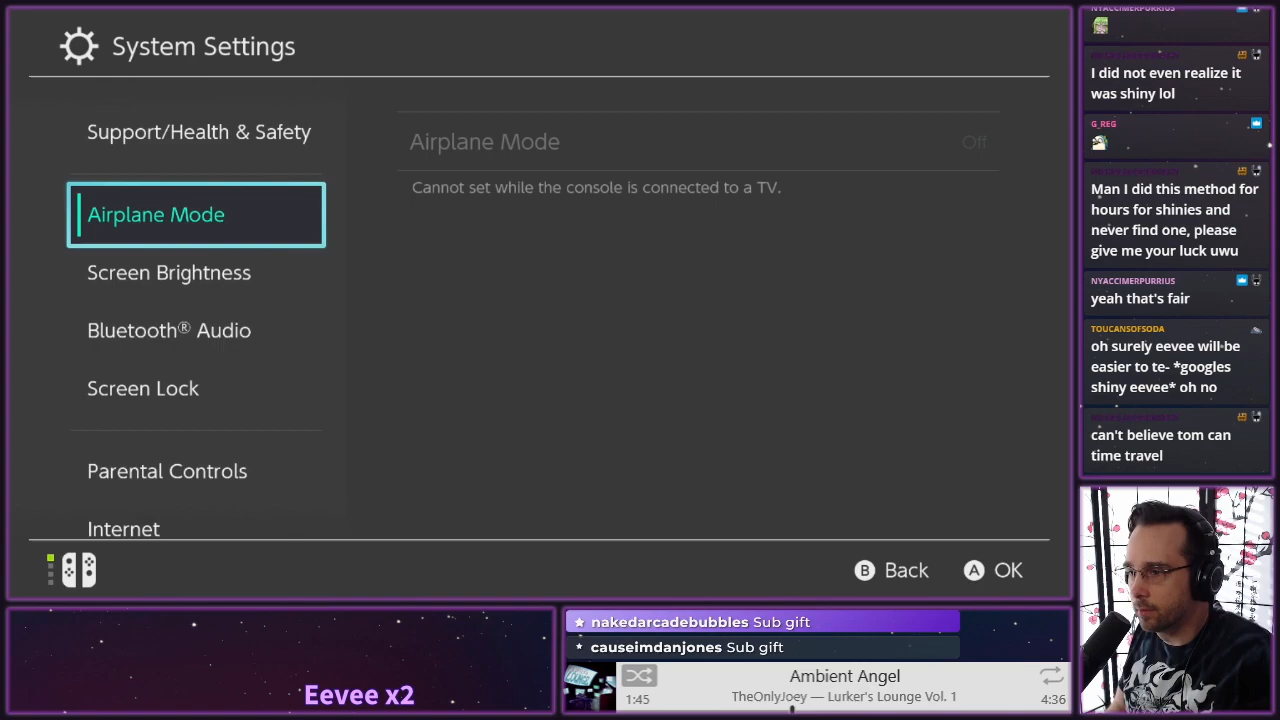 System Settings
Support/Health & Safety
Airplane Mode
Screen Brightness
Bluetooth® Audio
Screen Lock
Parental Controls
Internet
Airplane Mode Off
Cannot set while the console is connected to a TV.
B Back A OK
NYACCIMERPURRIUS
I did not even realize it
was shiny lol
G_REG
Man I did this method for
hours for shinies and
never find one, please
give me your luck uwu
NYACCIMERPURRIUS
yeah that's fair
TOUCANSOFSODA
oh surely eevee will be
easier to te- *googles
shiny eevee* oh no
can't believe tom can
time travel
Eevee x2
nakedarcadebubbles Sub gift
causeimdanjones Sub gift
Ambient Angel
1:45 TheOnlyJoey — Lurker's Lounge Vol. 1 4:36